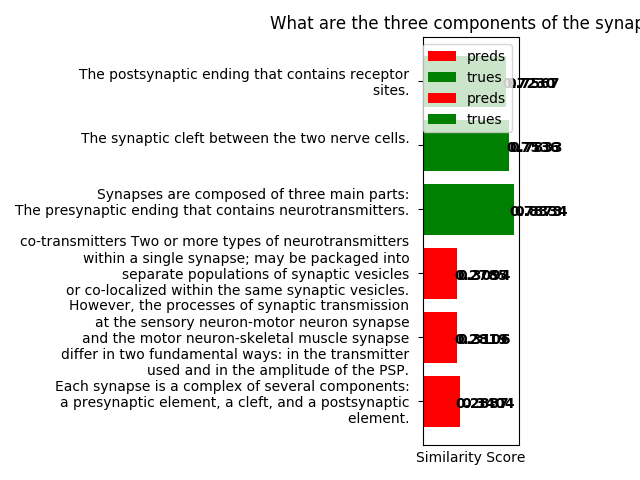 What are the three components of the synap
preds
trues
preds
trues
The postsynaptic ending that contains receptor
sites.
The synaptic cleft between the two nerve cells.
Synapses are composed of three main parts:
The presynaptic ending that contains neurotransmitters.
co-transmitters Two or more types of neurotransmitters
within a single synapse; may be packaged into
separate populations of synaptic vesicles
or co-localized within the same synaptic vesicles.
However, the processes of synaptic transmission
at the sensory neuron-motor neuron synapse
and the motor neuron-skeletal muscle synapse
differ in two fundamental ways: in the transmitter
used and in the amplitude of the PSP.
Each synapse is a complex of several components:
a presynaptic element, a cleft, and a postsynaptic
element.
Similarity Score